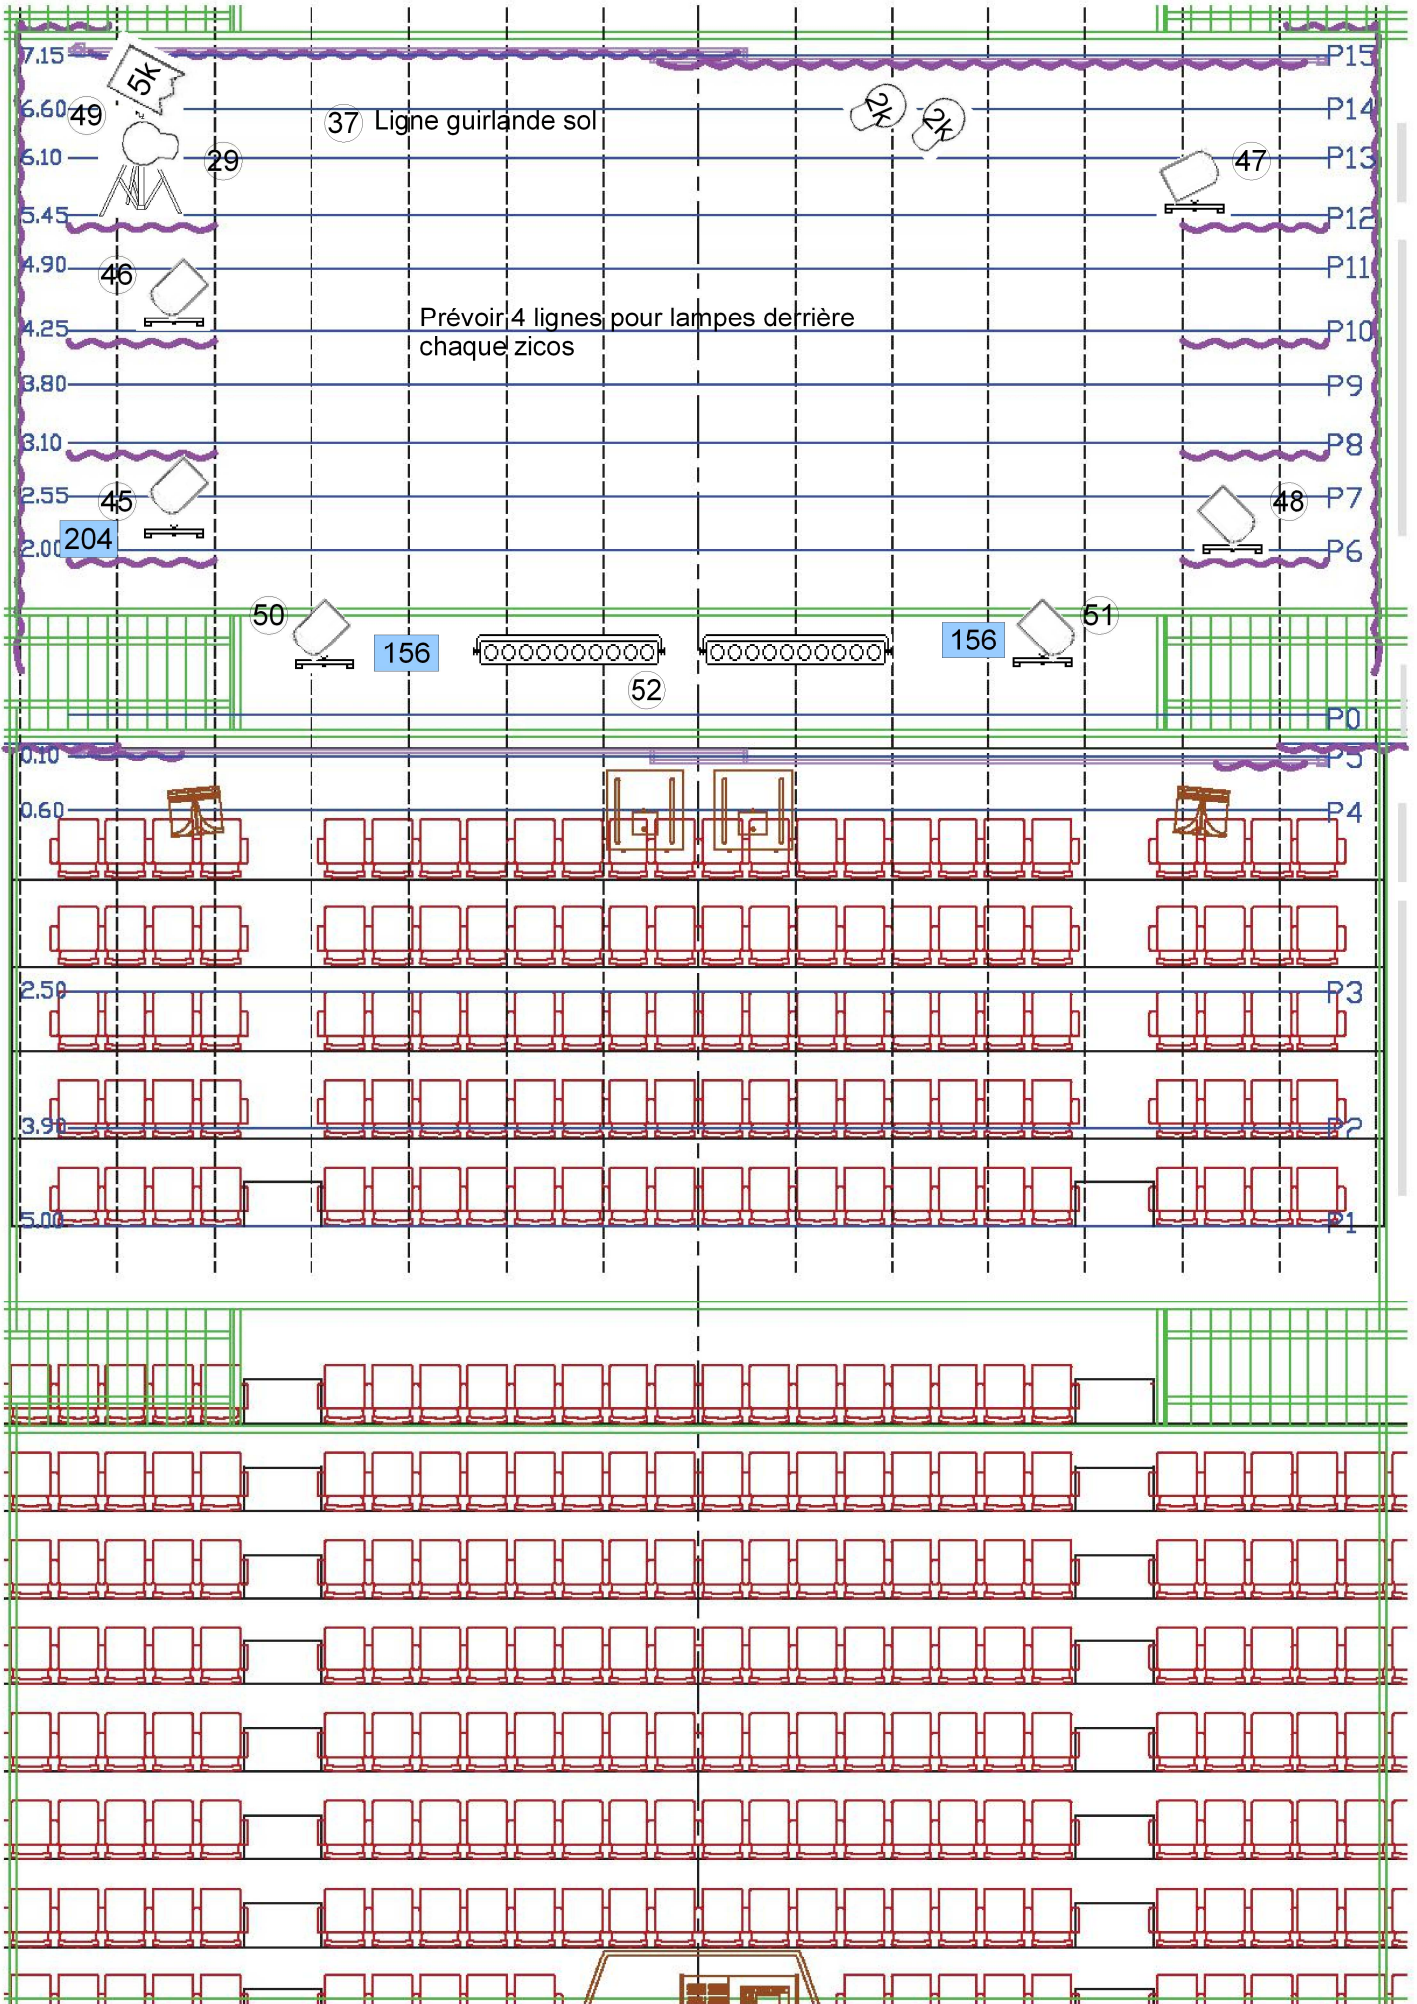 7.15 P15
5k
2k 2k
49 6.60 P14
37 Ligne guirlande sol
6.10 29 47 P13
5.45 P12
4.90 46 P11
Prévoir 4 lignes pour lampes derrière
chaque zicos
4.25 P10
3.80 P9
3.10 P8
2.55 45 48 P7
204
2.00 P6
50 51
156 156
52
P0
0.10 P5
0.60 P4
2.50 P3
3.90 P2
5.00 P1